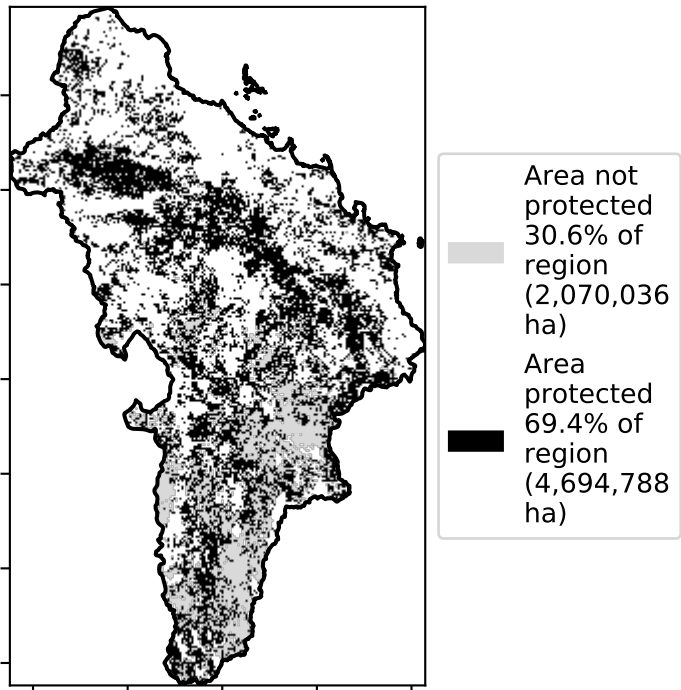 Area not
protected
30.6% of
region
(2,070,036
ha)
Area
protected
69.4% of
region
(4,694,788
ha)